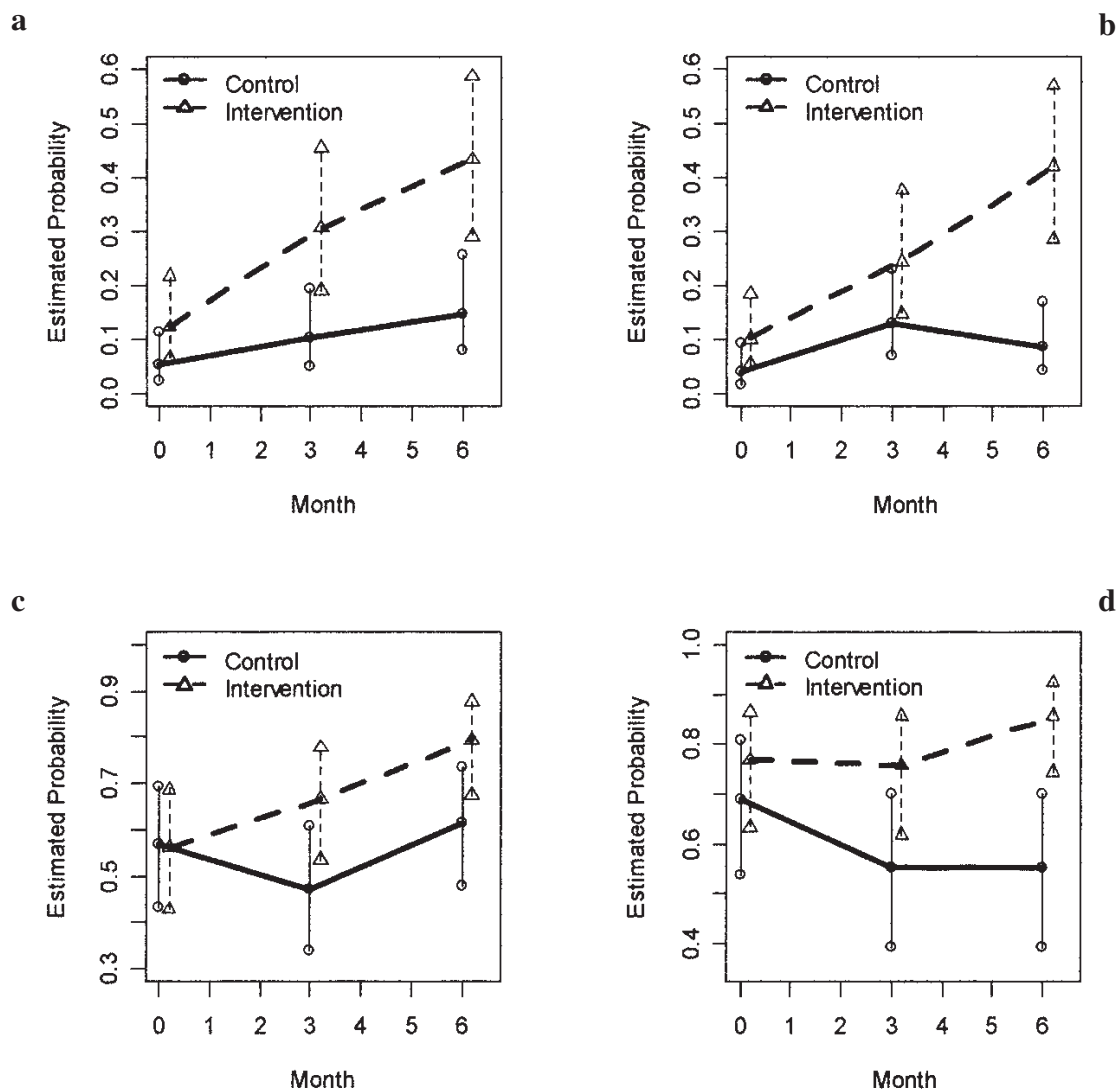 a
Estimated Probability
0.0 0.1 0.2 0.3 0.4 0.5 0.6
Control
Intervention
0 1 2 3 4 5 6
Month
b
Estimated Probability
0.0 0.1 0.2 0.3 0.4 0.5 0.6
Control
Intervention
0 1 2 3 4 5 6
Month
c
Estimated Probability
0.3 0.5 0.7 0.9
Control
Intervention
0 1 2 3 4 5 6
Month
d
Estimated Probability
0.4 0.6 0.8 1.0
Control
Intervention
0 1 2 3 4 5 6
Month